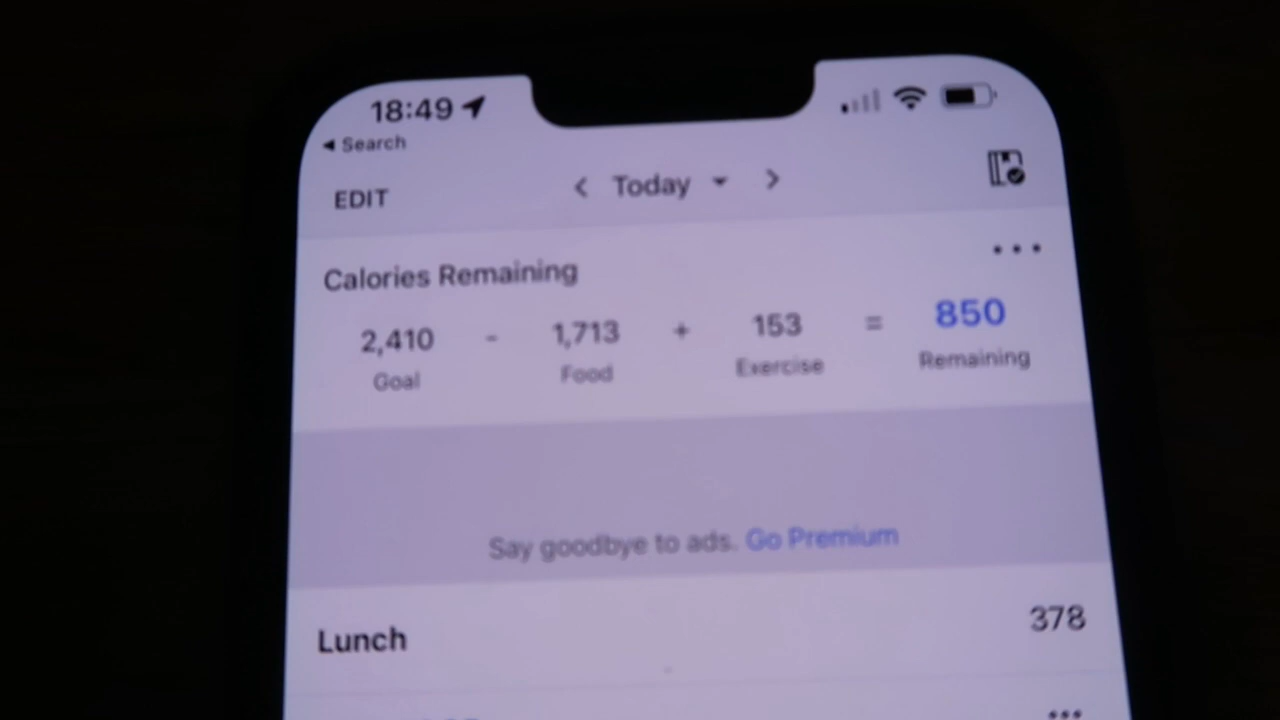 18:49
◀ Search
EDIT < Today >
Calories Remaining
2,410 - 1,713 + 153 = 850
Goal Food Exercise Remaining
Say goodbye to ads. Go Premium
Lunch 378